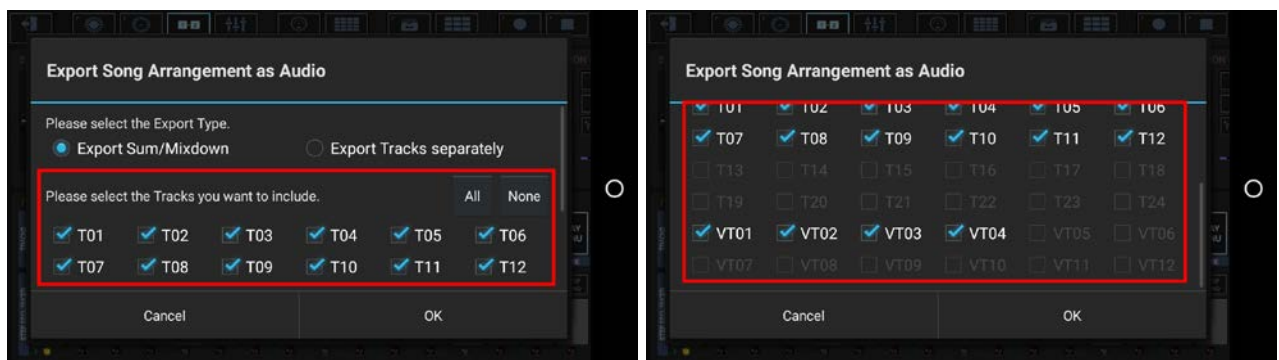 Export Song Arrangement as Audio
Please select the Export Type.
Export Sum/Mixdown Export Tracks separately
Please select the Tracks you want to include. All None
T01 T02 T03 T04 T05 T06
T07 T08 T09 T10 T11 T12
Cancel OK
Export Song Arrangement as Audio
T01 T02 T03 T04 T05 T06
T07 T08 T09 T10 T11 T12
T13 T14 T15 T16 T17 T18
T19 T20 T21 T22 T23 T24
VT01 VT02 VT03 VT04 VT05 VT06
VT07 VT08 VT09 VT10 VT11 VT12
Cancel OK